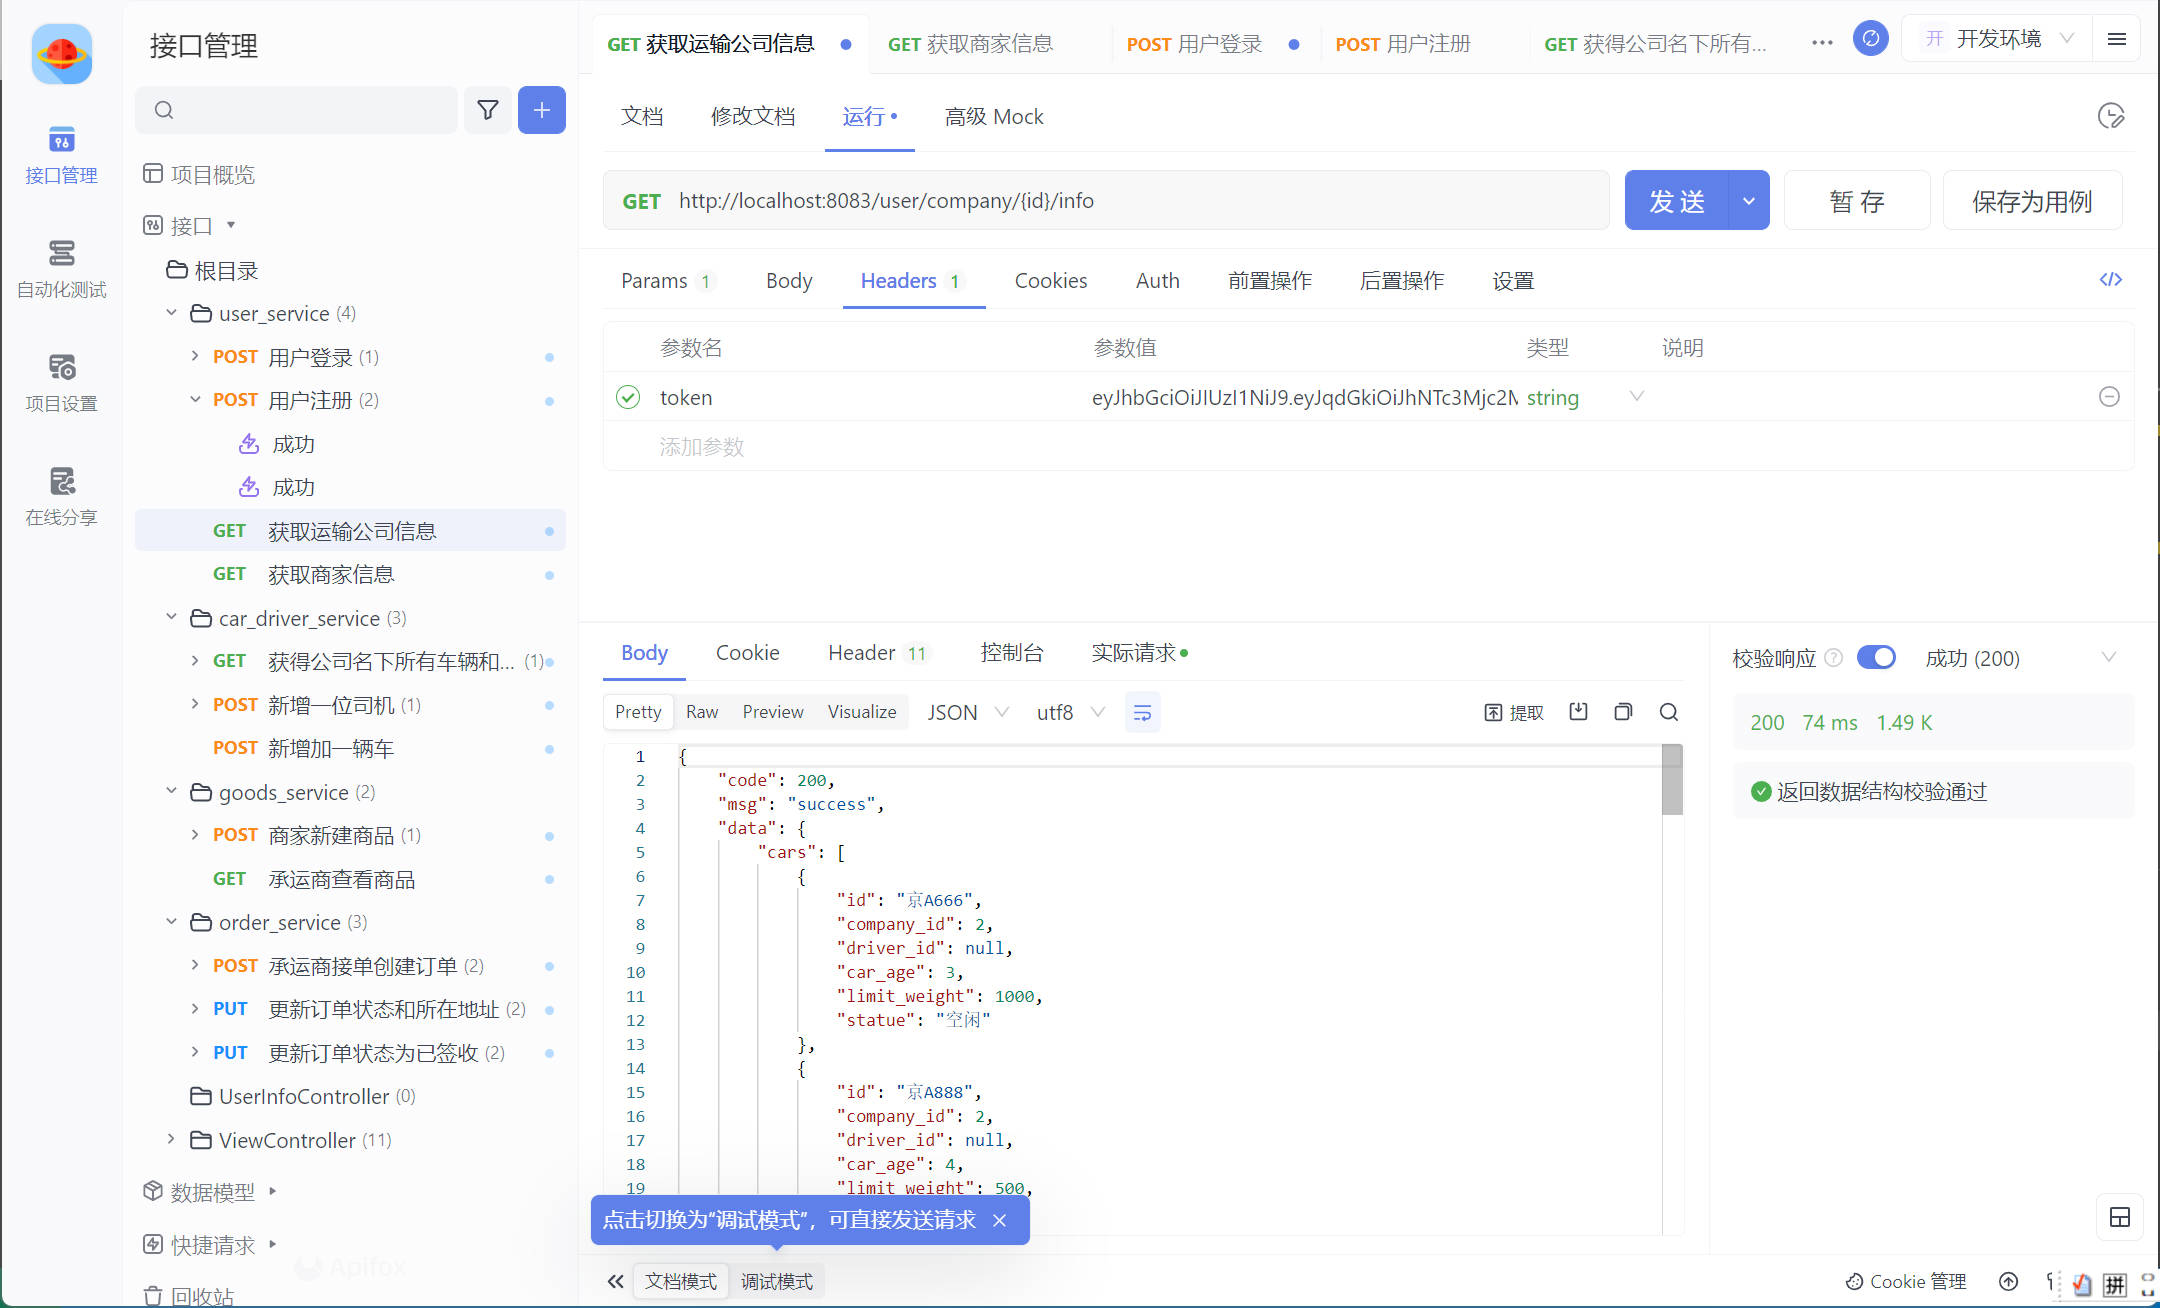 接口管理
自动化测试
项目设置
在线分享
接口管理
项目概览
接口
根目录
user_service (4)
POST 用户登录 (1)
POST 用户注册 (2)
成功
成功
GET 获取运输公司信息
GET 获取商家信息
car_driver_service (3)
GET 获得公司名下所有车辆和... (1)
POST 新增一位司机 (1)
POST 新增加一辆车
goods_service (2)
POST 商家新建商品 (1)
GET 承运商查看商品
order_service (3)
POST 承运商接单创建订单 (2)
PUT 更新订单状态和所在地址 (2)
PUT 更新订单状态为已签收 (2)
UserInfoController (0)
ViewController (11)
数据模型
快捷请求
Apifox
回收站
GET 获取运输公司信息 GET 获取商家信息 POST 用户登录 POST 用户注册 GET 获得公司名下所有... ... 开 开发环境
文档 修改文档 运行 高级 Mock
GET http://localhost:8083/user/company/{id}/info 发 送 暂 存 保存为用例
Params 1 Body Headers 1 Cookies Auth 前置操作 后置操作 设置 </>
参数名 参数值 类型 说明
token eyJhbGciOiJIUzI1NiJ9.eyJqdGkiOiJhNTc3Mjc2M string
添加参数
Body Cookie Header 11 控制台 实际请求
Pretty Raw Preview Visualize JSON utf8 提取
1 {
2 "code": 200,
3 "msg": "success",
4 "data": {
5 "cars": [
6 {
7 "id": "京A666",
8 "company_id": 2,
9 "driver_id": null,
10 "car_age": 3,
11 "limit_weight": 1000,
12 "statue": "空闲"
13 },
14 {
15 "id": "京A888",
16 "company_id": 2,
17 "driver_id": null,
18 "car_age": 4,
19 "limit_weight": 500,
校验响应 ? 成功 (200)
200 74 ms 1.49 K
返回数据结构校验通过
点击切换为“调试模式”，可直接发送请求
文档模式 调试模式
Cookie 管理
拼